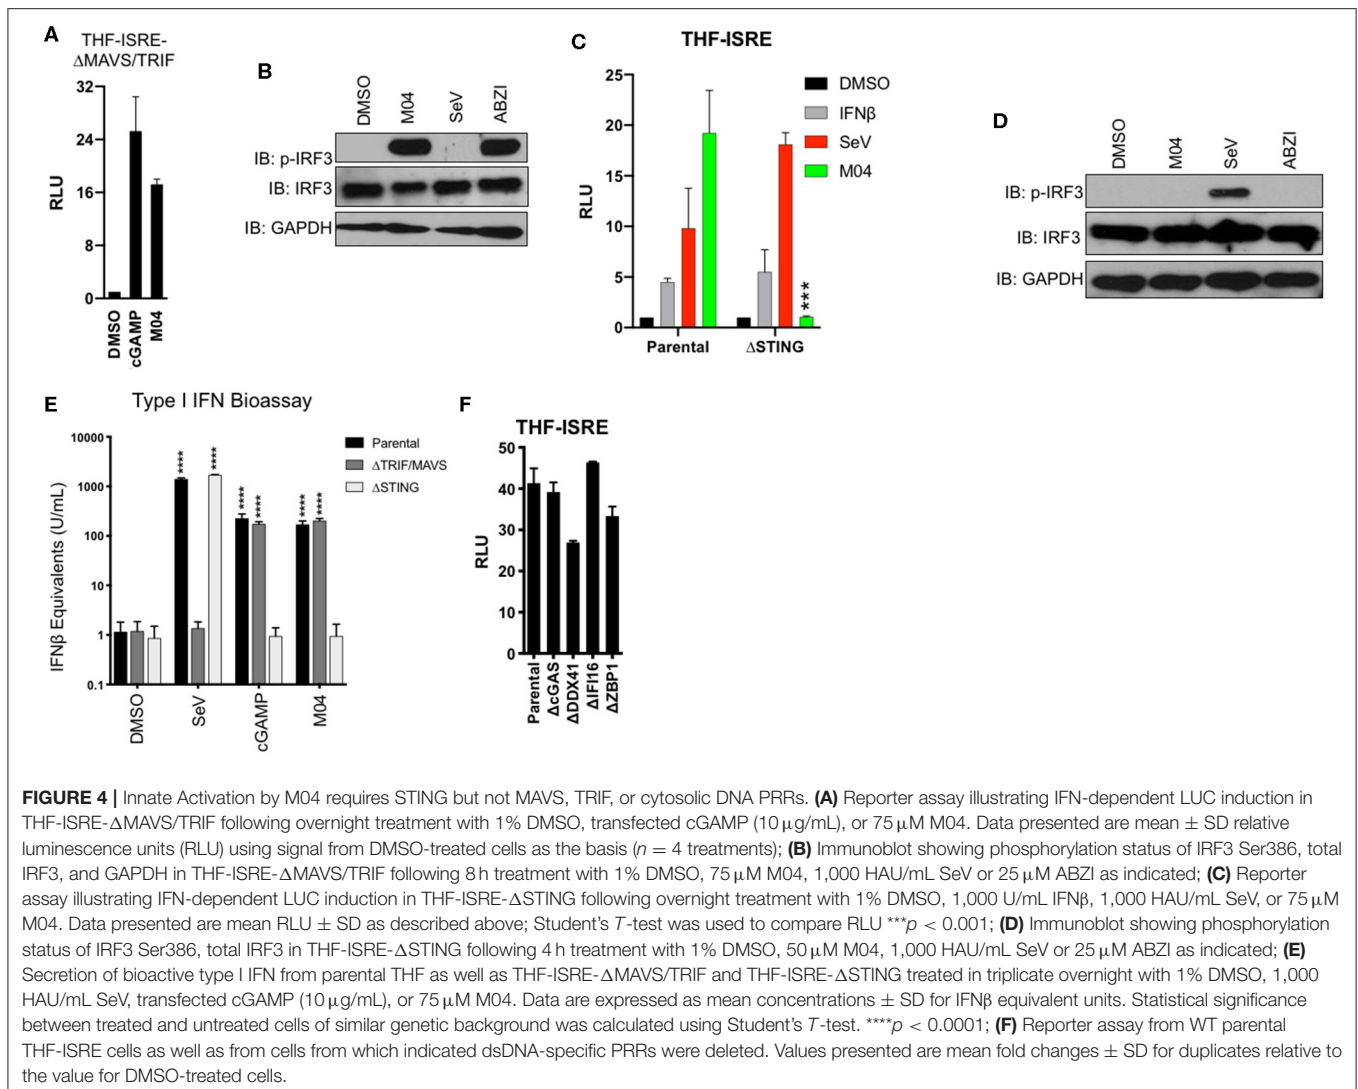 A
THF-ISRE-
ΔMAVS/TRIF
RLU
32
24
16
8
0
DMSO
cGAMP
M04
B
DMSO
M04
SeV
ABZI
IB: p-IRF3
IB: IRF3
IB: GAPDH
C
THF-ISRE
RLU
25
20
15
10
5
0
***
Parental
ΔSTING
DMSO
IFNβ
SeV
M04
D
DMSO
M04
SeV
ABZI
IB: p-IRF3
IB: IRF3
IB: GAPDH
E
Type I IFN Bioassay
IFNβ Equivalents (U/mL)
10000
1000
100
10
1
0.1
**** **** **** **** **** ****
DMSO
SeV
cGAMP
M04
Parental
ΔTRIF/MAVS
ΔSTING
F
THF-ISRE
RLU
50
40
30
20
10
0
Parental
ΔcGAS
ΔDDX41
ΔIFI16
ΔZBP1
FIGURE 4 | Innate Activation by M04 requires STING but not MAVS, TRIF, or cytosolic DNA PRRs. (A) Reporter assay illustrating IFN-dependent LUC induction in
THF-ISRE-ΔMAVS/TRIF following overnight treatment with 1% DMSO, transfected cGAMP (10 μg/mL), or 75 μM M04. Data presented are mean ± SD relative
luminescence units (RLU) using signal from DMSO-treated cells as the basis (n = 4 treatments); (B) Immunoblot showing phosphorylation status of IRF3 Ser386, total
IRF3, and GAPDH in THF-ISRE-ΔMAVS/TRIF following 8 h treatment with 1% DMSO, 75 μM M04, 1,000 HAU/mL SeV or 25 μM ABZI as indicated; (C) Reporter
assay illustrating IFN-dependent LUC induction in THF-ISRE-ΔSTING following overnight treatment with 1% DMSO, 1,000 U/mL IFNβ, 1,000 HAU/mL SeV, or 75 μM
M04. Data presented are mean RLU ± SD as described above; Student's T-test was used to compare RLU ***p < 0.001; (D) Immunoblot showing phosphorylation
status of IRF3 Ser386, total IRF3 in THF-ISRE-ΔSTING following 4 h treatment with 1% DMSO, 50 μM M04, 1,000 HAU/mL SeV or 25 μM ABZI as indicated; (E)
Secretion of bioactive type I IFN from parental THF as well as THF-ISRE-ΔMAVS/TRIF and THF-ISRE-ΔSTING treated in triplicate overnight with 1% DMSO, 1,000
HAU/mL SeV, transfected cGAMP (10 μg/mL), or 75 μM M04. Data are expressed as mean concentrations ± SD for IFNβ equivalent units. Statistical significance
between treated and untreated cells of similar genetic background was calculated using Student's T-test. ****p < 0.0001; (F) Reporter assay from WT parental
THF-ISRE cells as well as from cells from which indicated dsDNA-specific PRRs were deleted. Values presented are mean fold changes ± SD for duplicates relative to
the value for DMSO-treated cells.